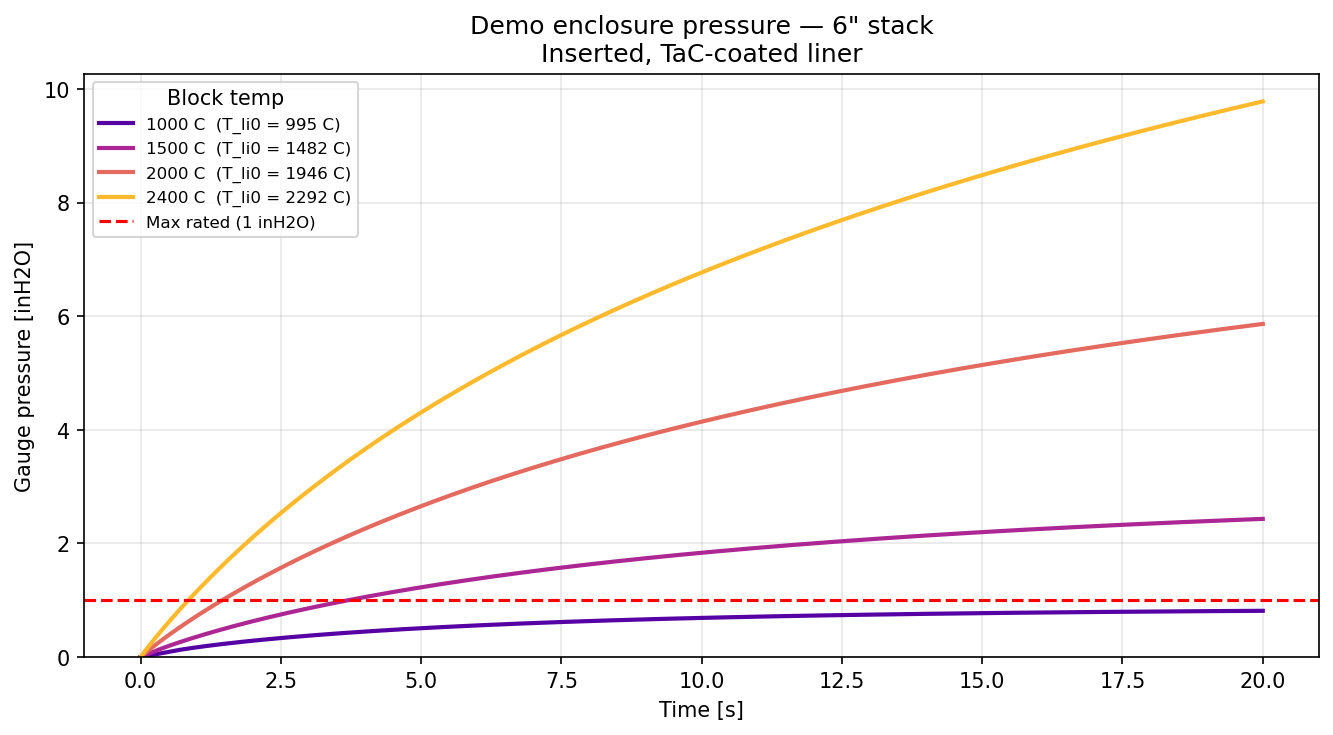 Demo enclosure pressure — 6" stack
Inserted, TaC-coated liner
Block temp
1000 C  (T_li0 = 995 C)
1500 C  (T_li0 = 1482 C)
2000 C  (T_li0 = 1946 C)
2400 C  (T_li0 = 2292 C)
Max rated (1 inH2O)
Gauge pressure [inH2O]
10
8
6
4
2
0
0.0
2.5
5.0
7.5
10.0
12.5
15.0
17.5
20.0
Time [s]